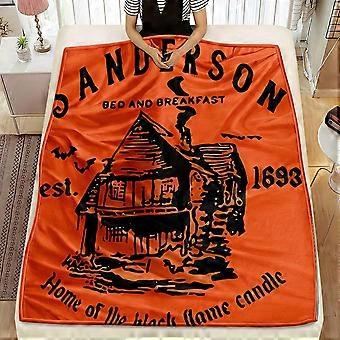 SANDERSON
BED AND BREAKFAST
est. 1693
Home of the black flame candle